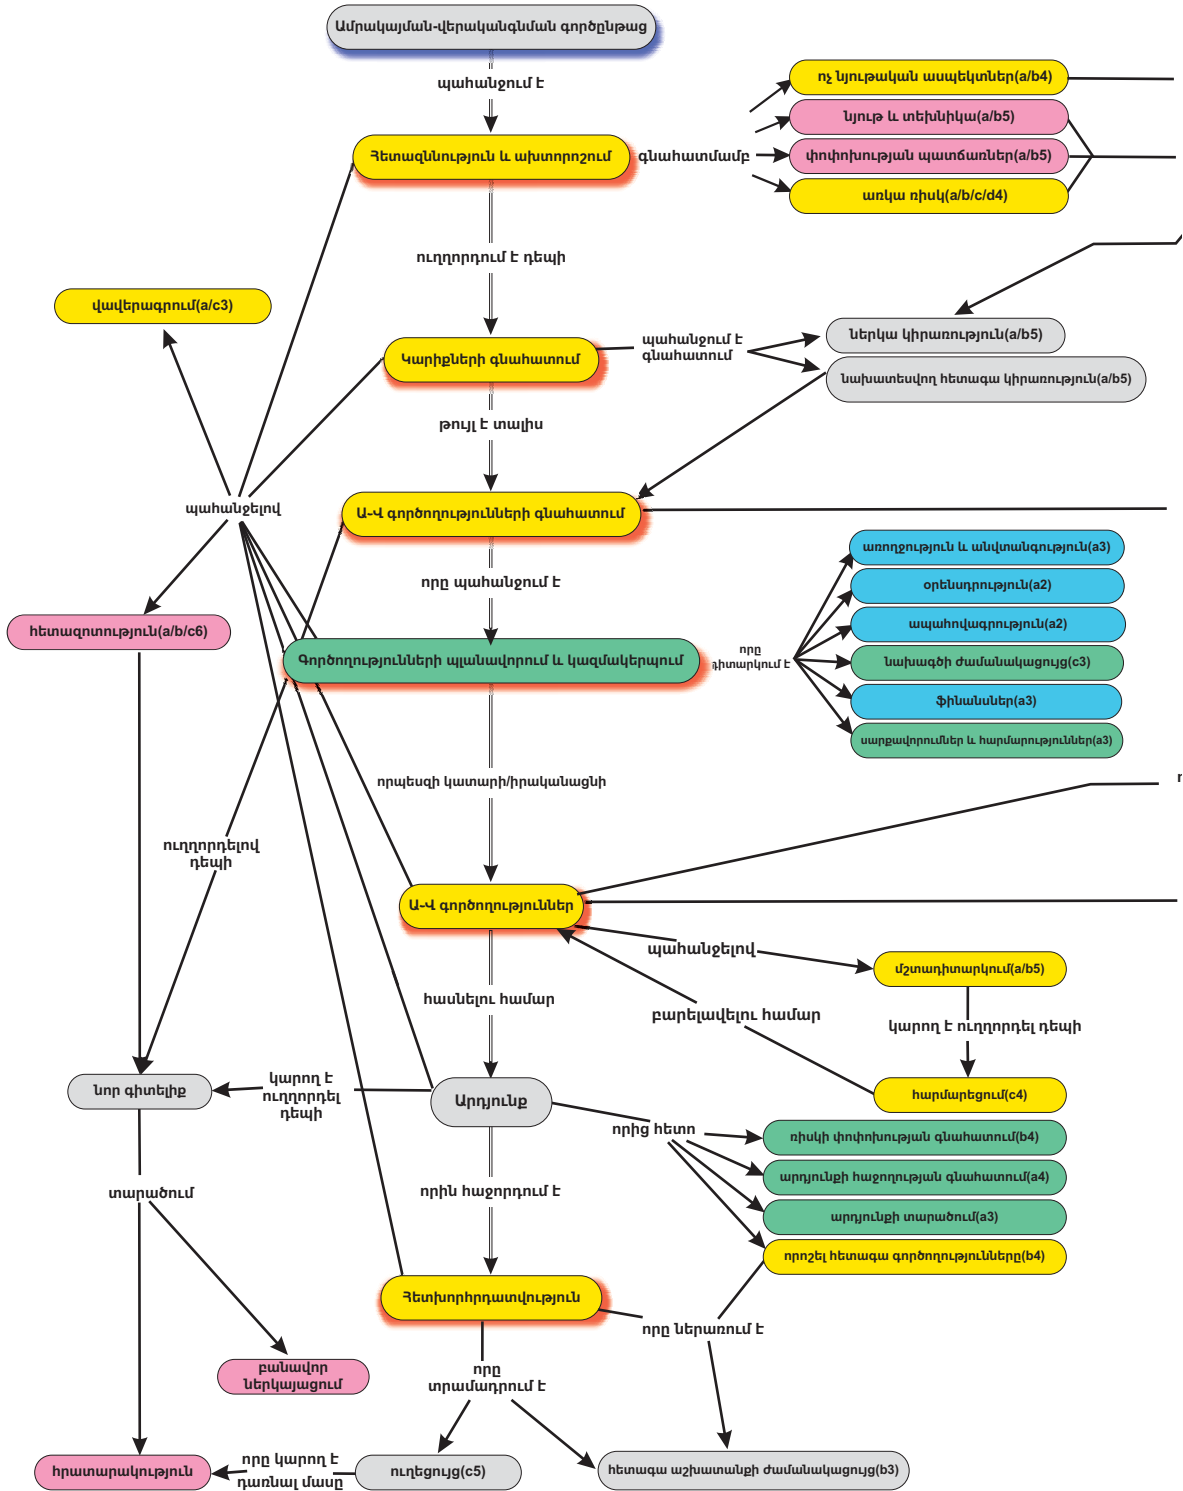 Ամրակայման-վերականգնման գործընթաց
պահանջում է
ոչ նյութական ասպեկտներ(a/b4)
նյութ և տեխնիկա(a/b5)
Հետազննություն և ախտորոշում
գնահատմամբ
փոփոխության պատճառներ(a/b5)
առկա ռիսկ(a/b/c/d4)
ուղղորդում է դեպի
վավերագրում(a/c3)
ներկա կիրառություն(a/b5)
պահանջում է
գնահատում
Կարիքների գնահատում
նախատեսվող հետագա կիրառություն(a/b5)
թույլ է տալիս
պահանջելով
Ա-Վ գործողությունների գնահատում
առողջություն և անվտանգություն(a3)
որը պահանջում է
օրենսդրություն(a2)
ապահովագրություն(a2)
հետազոտություն(a/b/c6)
Գործողությունների պլանավորում և կազմակերպում
որը
դիտարկում է
նախագծի ժամանակացույց(c3)
ֆինանսներ(a3)
սարքավորումներ և հարմարություններ(a3)
որպեսզի կատարի/իրականացնի
ուղղորդելով
դեպի
Ա-Վ գործողություններ
պահանջելով
մշտադիտարկում(a/b5)
հասնելու համար
բարելավելու համար
կարող է ուղղորդել դեպի
նոր գիտելիք
կարող է
ուղղորդել
դեպի
Արդյունք
հարմարեցում(c4)
որից հետո
ռիսկի փոփոխության գնահատում(b4)
արդյունքի հաջողության գնահատում(a4)
տարածում
որին հաջորդում է
արդյունքի տարածում(a3)
որոշել հետագա գործողությունները(b4)
Հետխորհրդատվություն
որը ներառում է
բանավոր
ներկայացում
որը
տրամադրում է
հրատարակություն
որը կարող է
դառնալ մասը
ուղեցույց(c5)
հետագա աշխատանքի ժամանակացույց(b3)